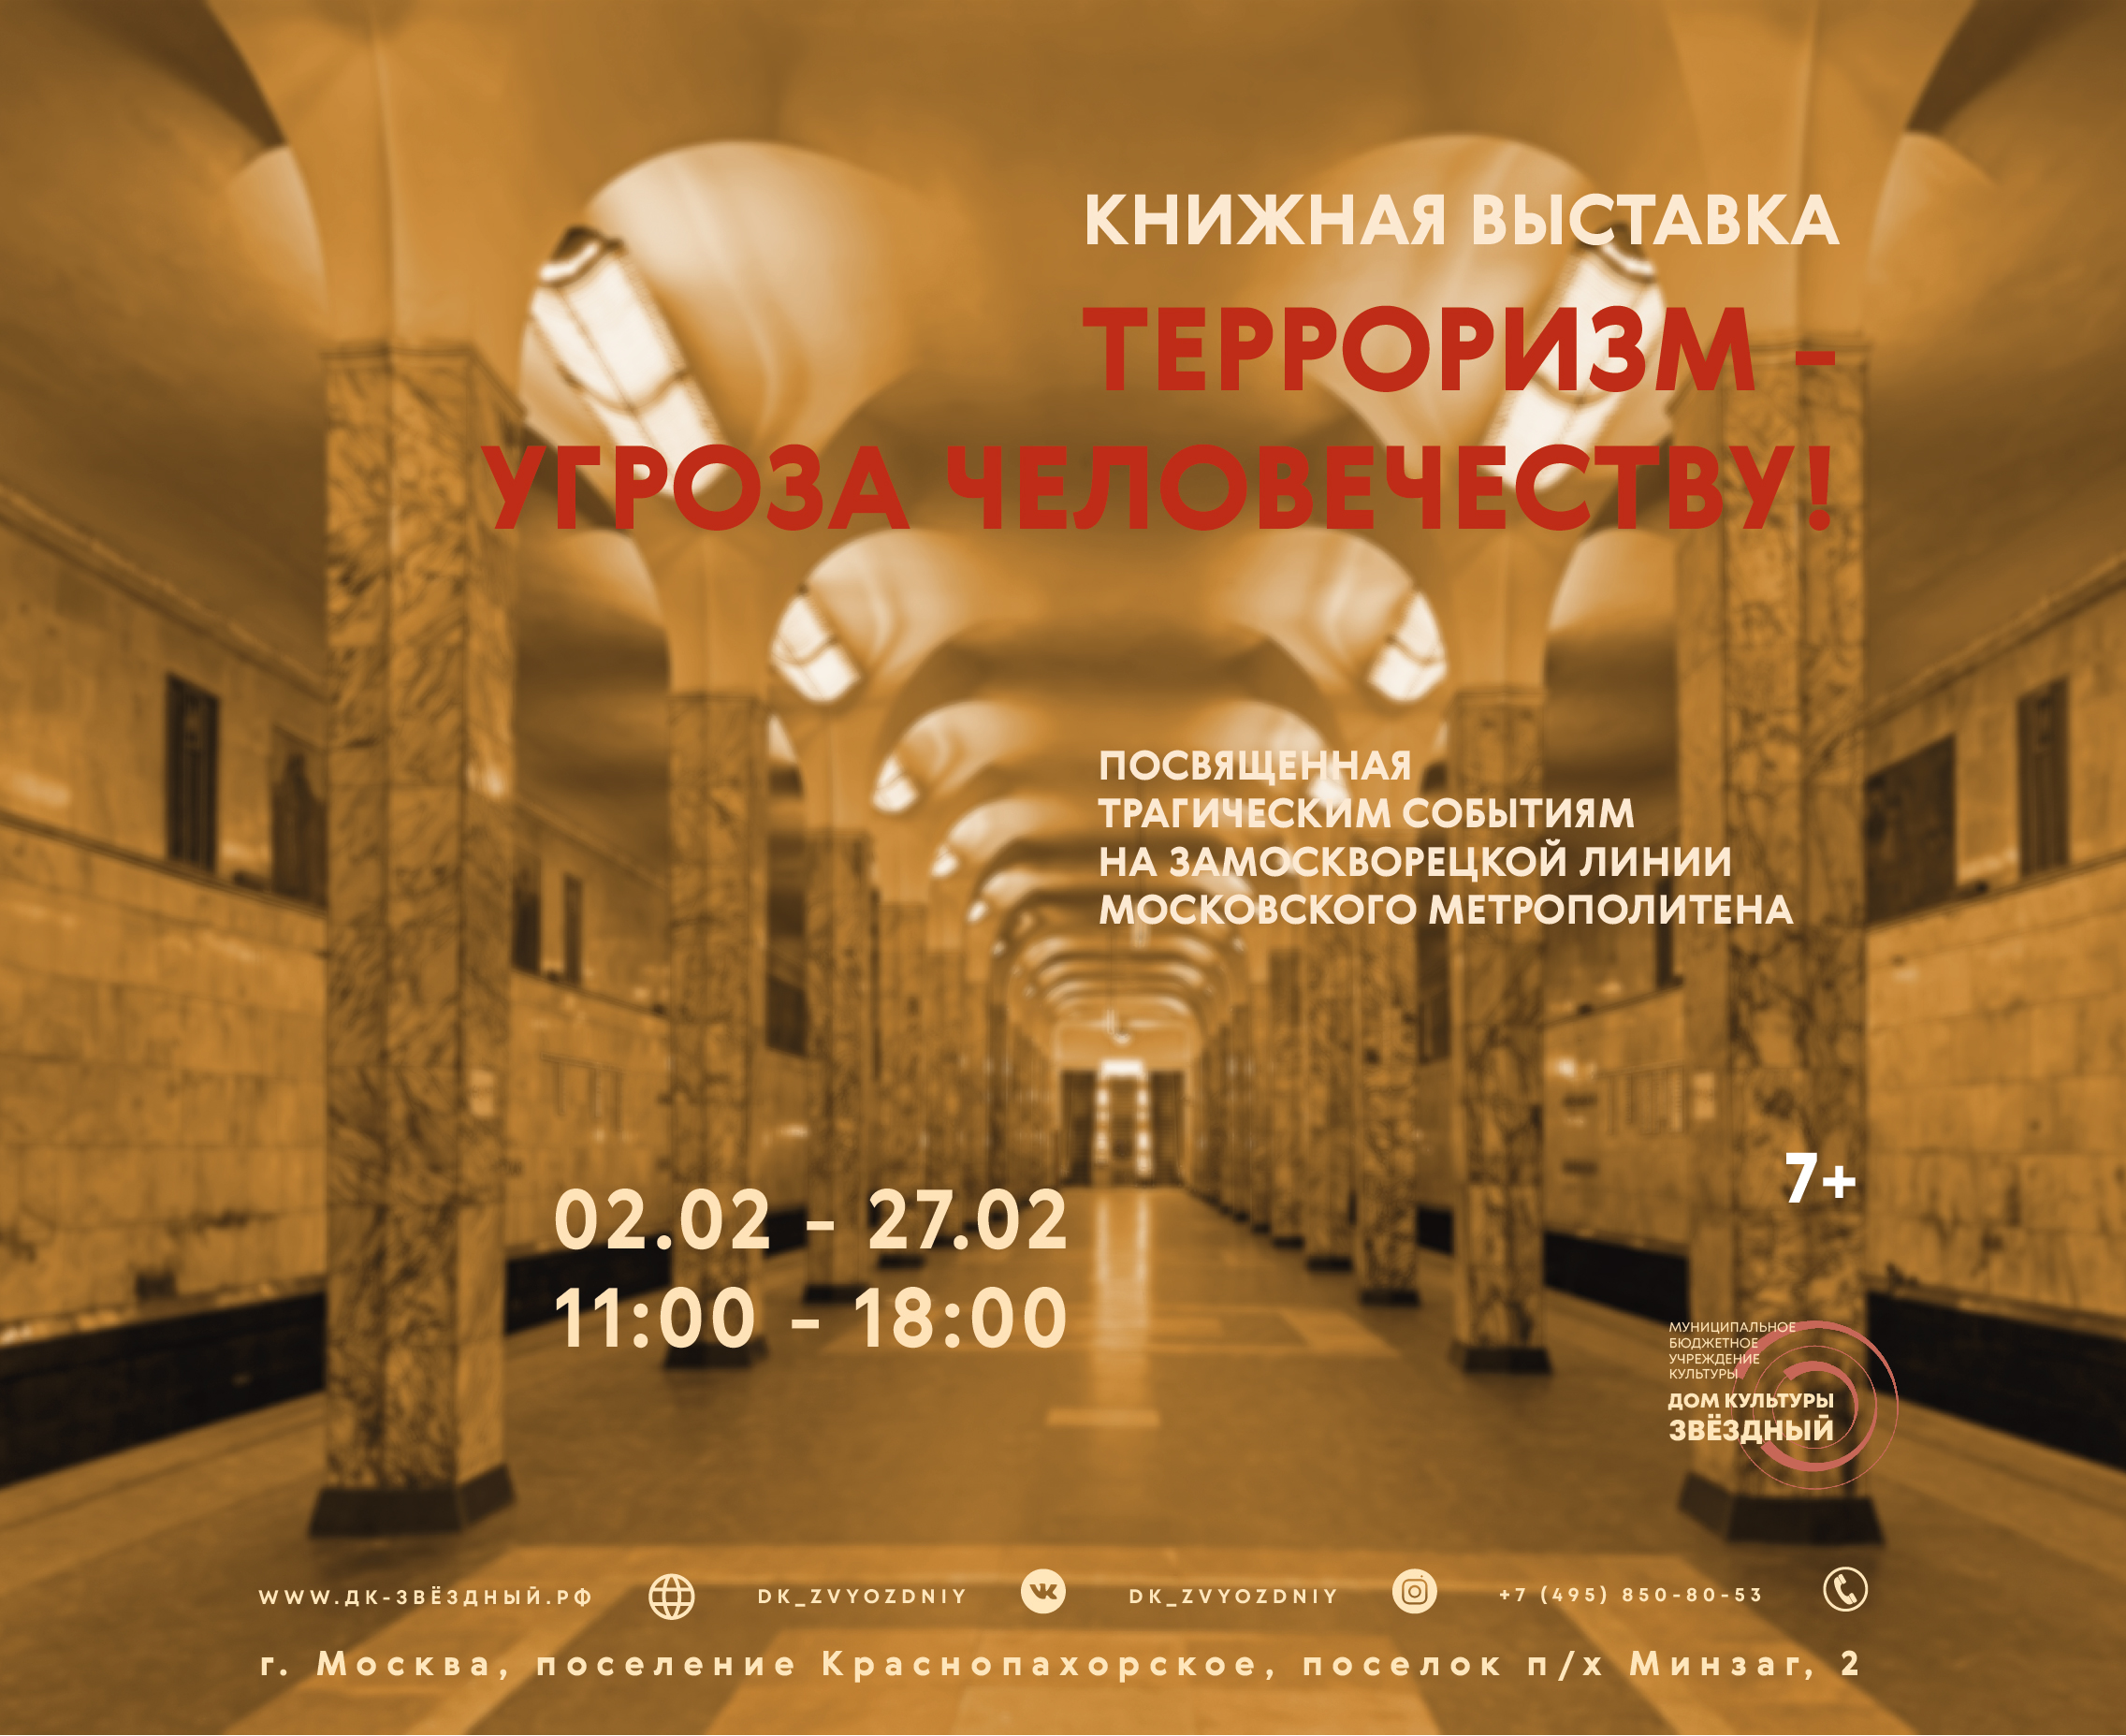 КНИЖНАЯ ВЫСТАВКА
ТЕРРОРИЗМ –
УГРОЗА ЧЕЛОВЕЧЕСТВУ!
ПОСВЯЩЕННАЯ
ТРАГИЧЕСКИМ СОБЫТИЯМ
НА ЗАМОСКВОРЕЦКОЙ ЛИНИИ
МОСКОВСКОГО МЕТРОПОЛИТЕНА
7+
02.02 – 27.02
11:00 – 18:00
МУНИЦИПАЛЬНОЕ
БЮДЖЕТНОЕ
УЧРЕЖДЕНИЕ
КУЛЬТУРЫ
ДОМ КУЛЬТУРЫ
ЗВЁЗДНЫЙ
WWW.ДК-ЗВЁЗДНЫЙ.РФ DK_ZVYOZDNIY DK_ZVYOZDNIY +7 (495) 850-80-53
г. Москва, поселение Краснопахорское, поселок п/х Минзаг, 2